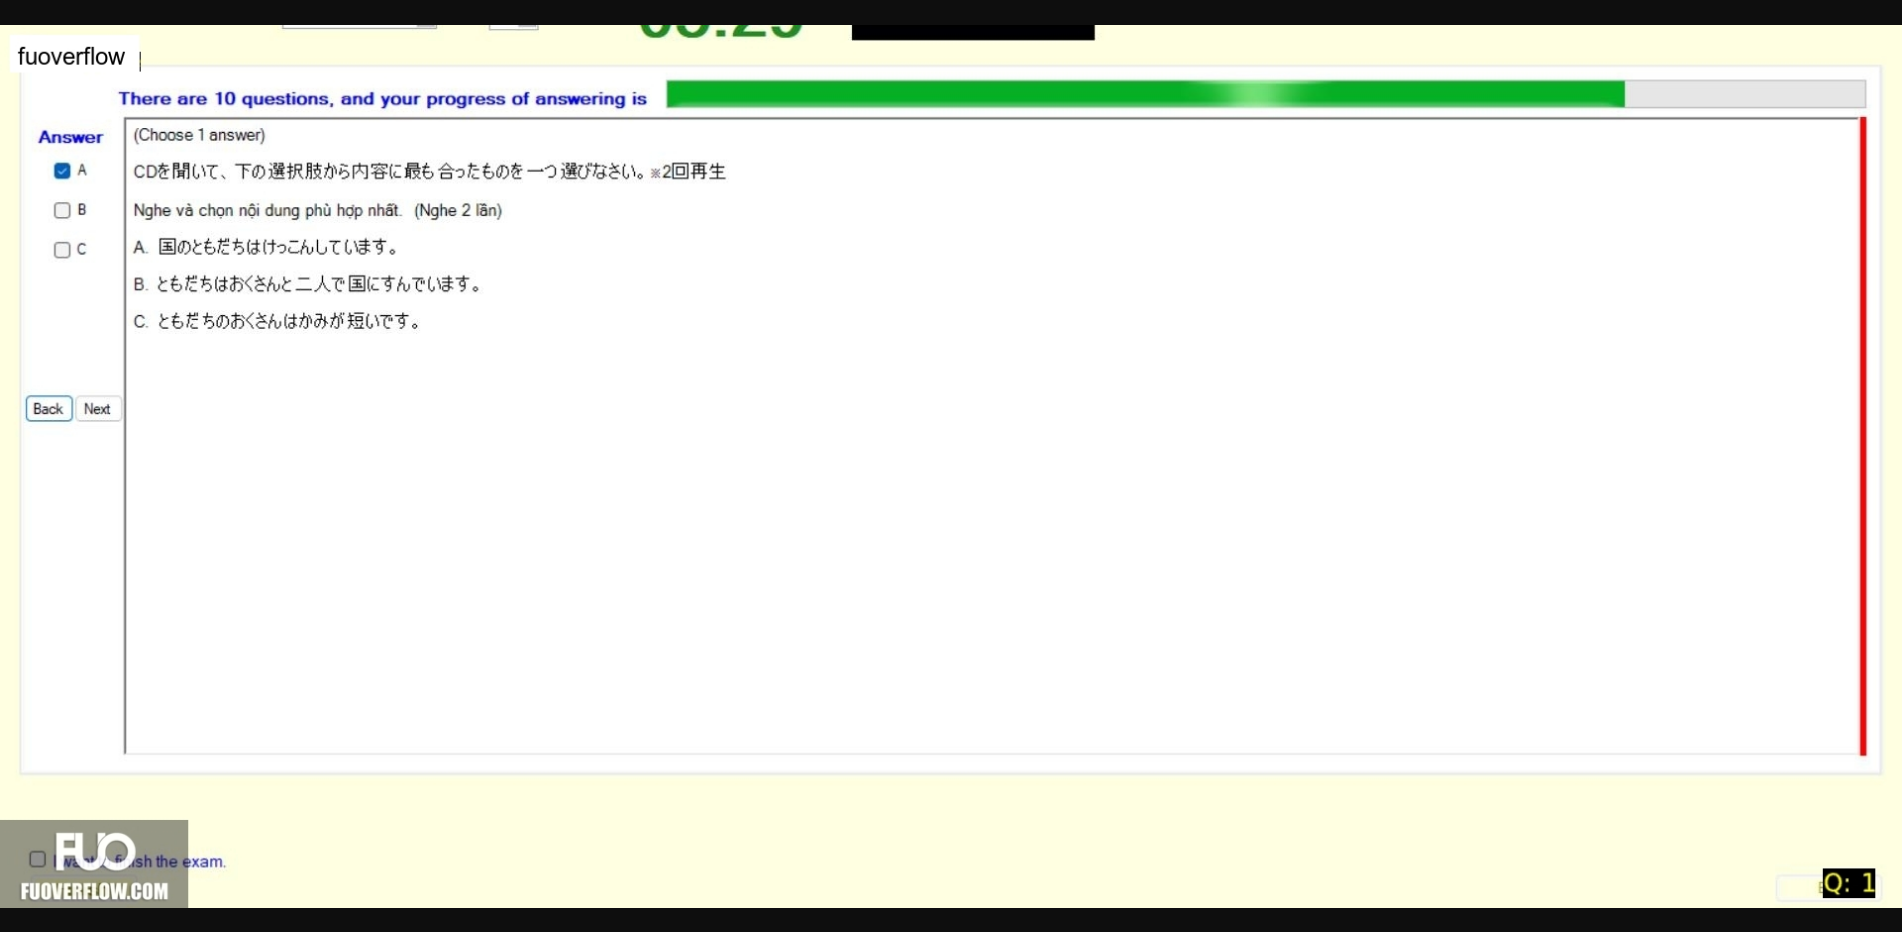 fuoverflow
There are 10 questions, and your progress of answering is
Answer
(Choose 1 answer)
A
CDを聞いて、下の選択肢から内容に最も合ったものを一つ選びなさい。※2回再生
B
Nghe và chọn nội dung phù hợp nhất. (Nghe 2 lần)
C
A. 国のともだちはけっこんしています。
B. ともだちはおくさんと二人で国にすんでいます。
C. ともだちのおくさんはかみが短いです。
Back Next
FUO
finish the exam.
FUOVERFLOW.COM
Q: 1